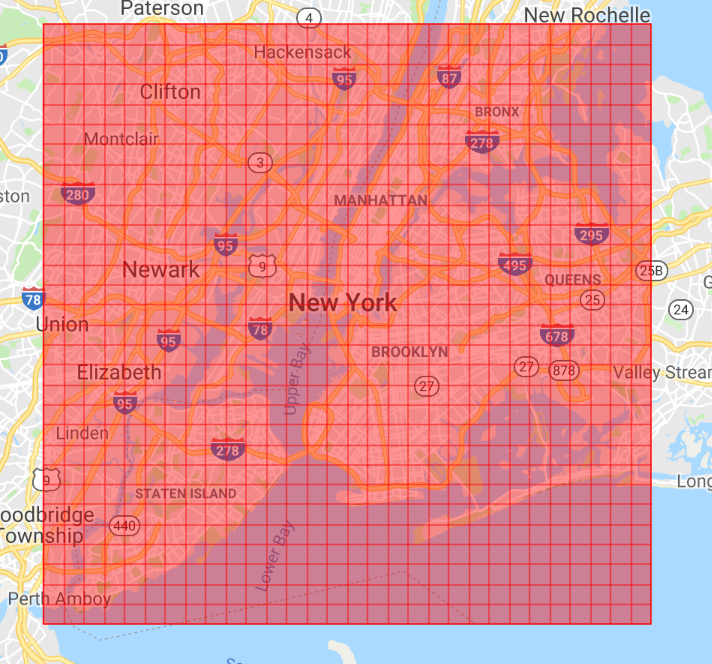 Paterson
4
New Rochelle
Hackensack
95
87
Clifton
BRONX
278
Montclair
3
280
MANHATTAN
ston
295
95
495
Newark
9
25B
QUEENS
G
78
New York
25
24
Union
78
678
95
BROOKLYN
27
878
Valley Strear
Elizabeth
27
Upper Bay
95
Linden
278
9
Long
STATEN ISLAND
oodbridge
Township
440
Lower Bay
Perth Amboy